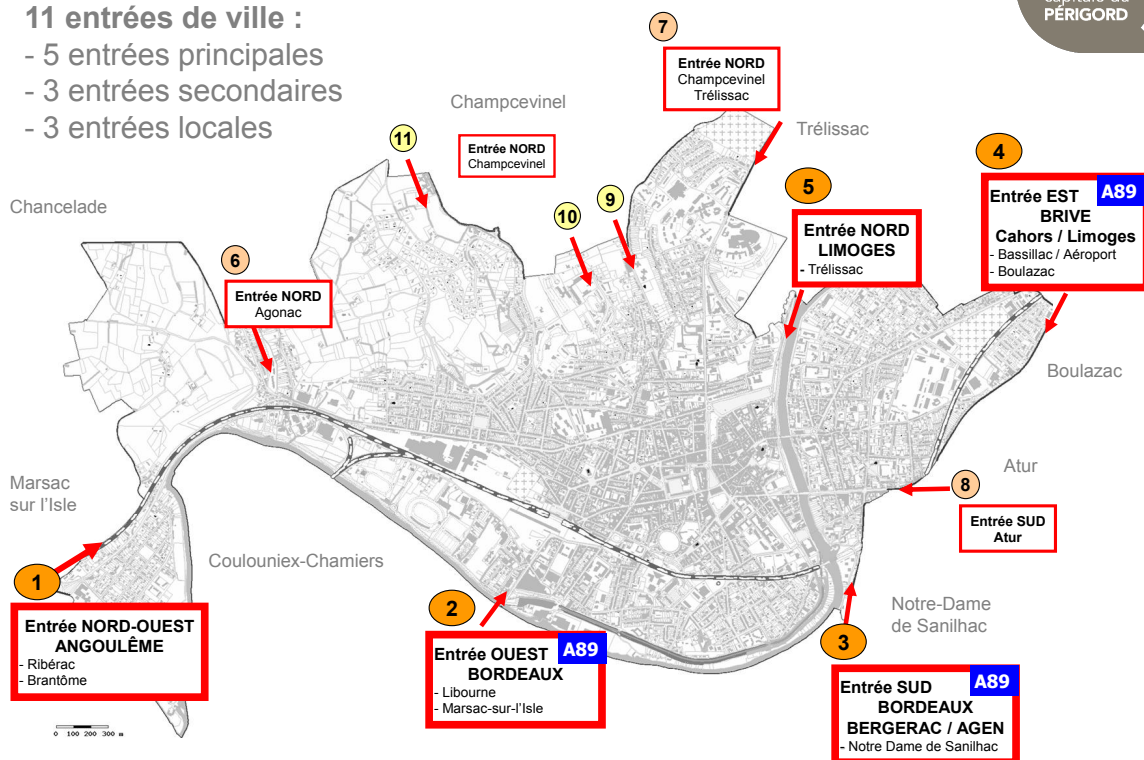 11 entrées de ville :
- 5 entrées principales
- 3 entrées secondaires
- 3 entrées locales
PÉRIGORD
7
Entrée NORD
Champcevinel
Trélissac
Champcevinel
11
Entrée NORD
Champcevinel
Trélissac
4
Entrée EST A89
BRIVE
Cahors / Limoges
- Bassillac / Aéroport
- Boulazac
5
Entrée NORD
LIMOGES
- Trélissac
9
10
Chancelade
6
Entrée NORD
Agonac
Boulazac
Atur
8
Entrée SUD
Atur
Marsac
sur l'Isle
Coulouniex-Chamiers
1
Entrée NORD-OUEST
ANGOULÊME
- Ribérac
- Brantôme
2
Entrée OUEST A89
BORDEAUX
- Libourne
- Marsac-sur-l'Isle
Notre-Dame
de Sanilhac
3
Entrée SUD A89
BORDEAUX
BERGERAC / AGEN
- Notre Dame de Sanilhac
0 100 200 300 m